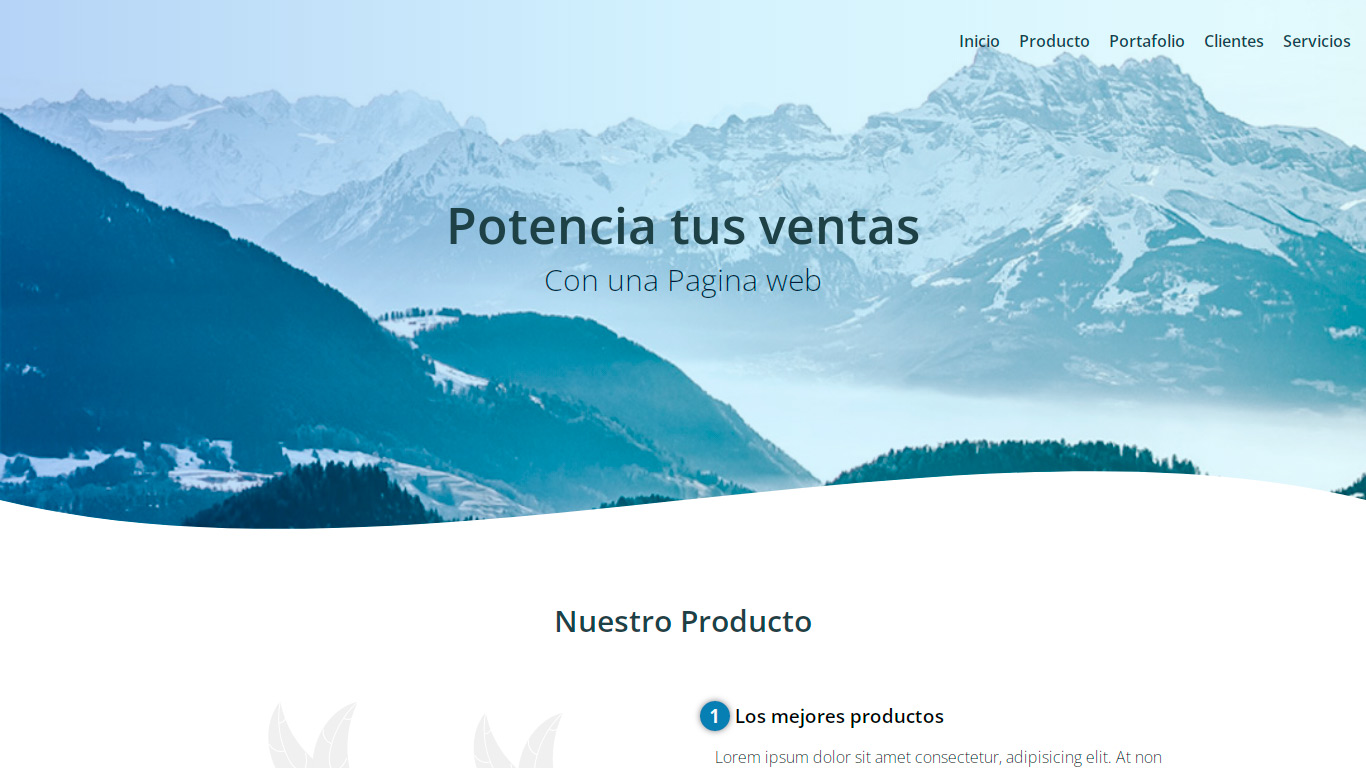 Inicio Producto Portafolio Clientes Servicios
Potencia tus ventas
Con una Pagina web
Nuestro Producto
1 Los mejores productos
Lorem ipsum dolor sit amet consectetur, adipisicing elit. At non